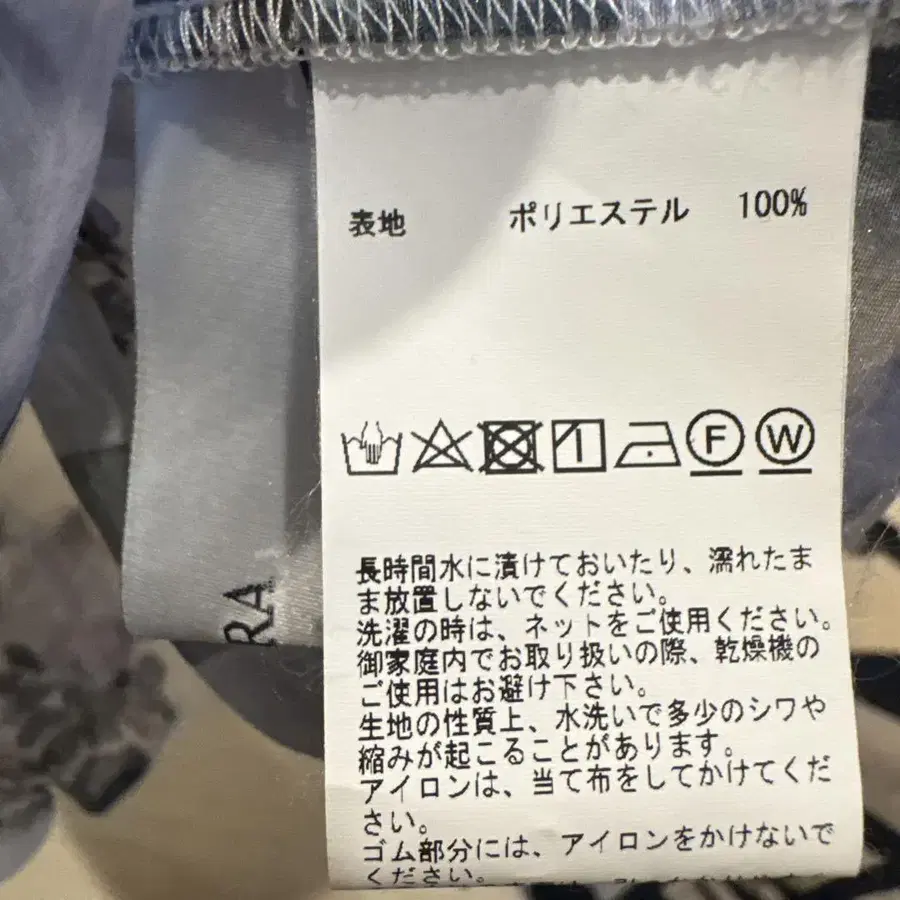 表地 ポリエステル 100%
F W
長時間水に漬けておいたり、濡れたま
ま放置しないでください。
洗濯の時は、ネットをご使用ください。
御家庭内でお取り扱いの際、乾燥機の
ご使用はお避け下さい。
生地の性質上、水洗いで多少のシワや
縮みが起こることがあります。
アイロンは、当て布をしてかけてくだ
さい。
ゴム部分には、アイロンをかけないで
ください。
RA